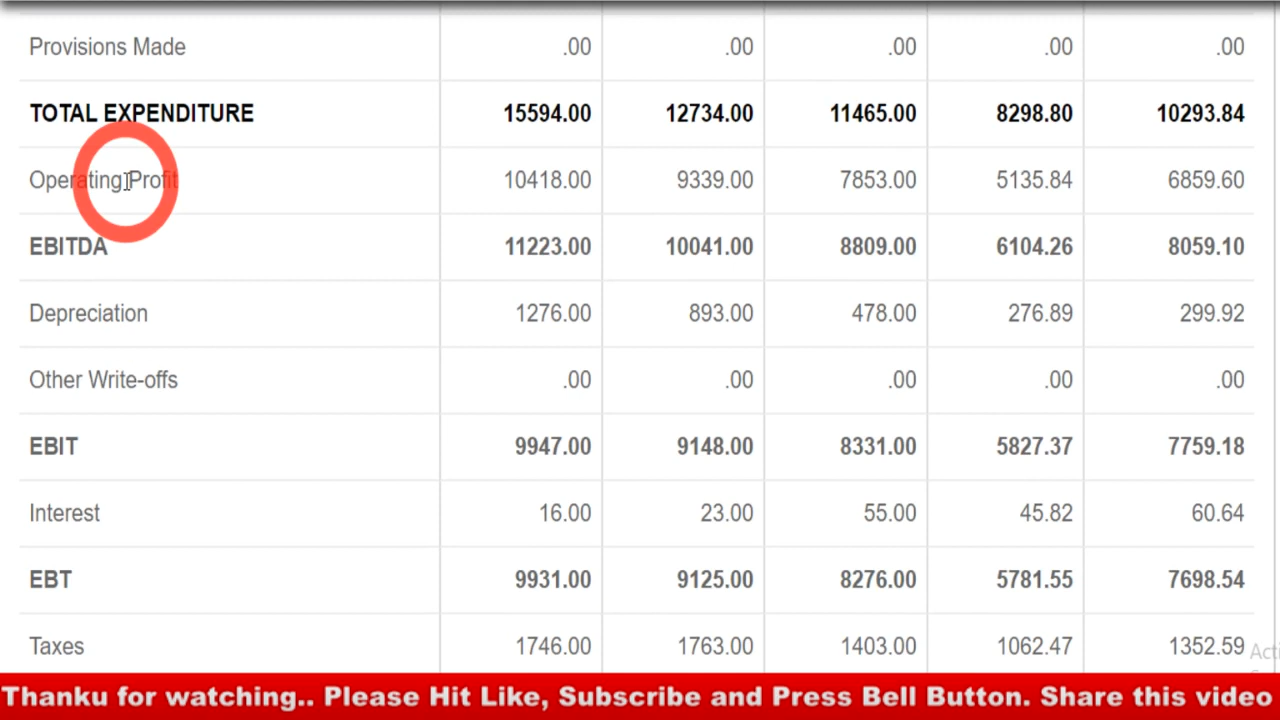 Provisions Made .00 .00 .00 .00 .00
TOTAL EXPENDITURE 15594.00 12734.00 11465.00 8298.80 10293.84
Operating Profit 10418.00 9339.00 7853.00 5135.84 6859.60
EBITDA 11223.00 10041.00 8809.00 6104.26 8059.10
Depreciation 1276.00 893.00 478.00 276.89 299.92
Other Write-offs .00 .00 .00 .00 .00
EBIT 9947.00 9148.00 8331.00 5827.37 7759.18
Interest 16.00 23.00 55.00 45.82 60.64
EBT 9931.00 9125.00 8276.00 5781.55 7698.54
Taxes 1746.00 1763.00 1403.00 1062.47 1352.59
Thanku for watching.. Please Hit Like, Subscribe and Press Bell Button. Share this video